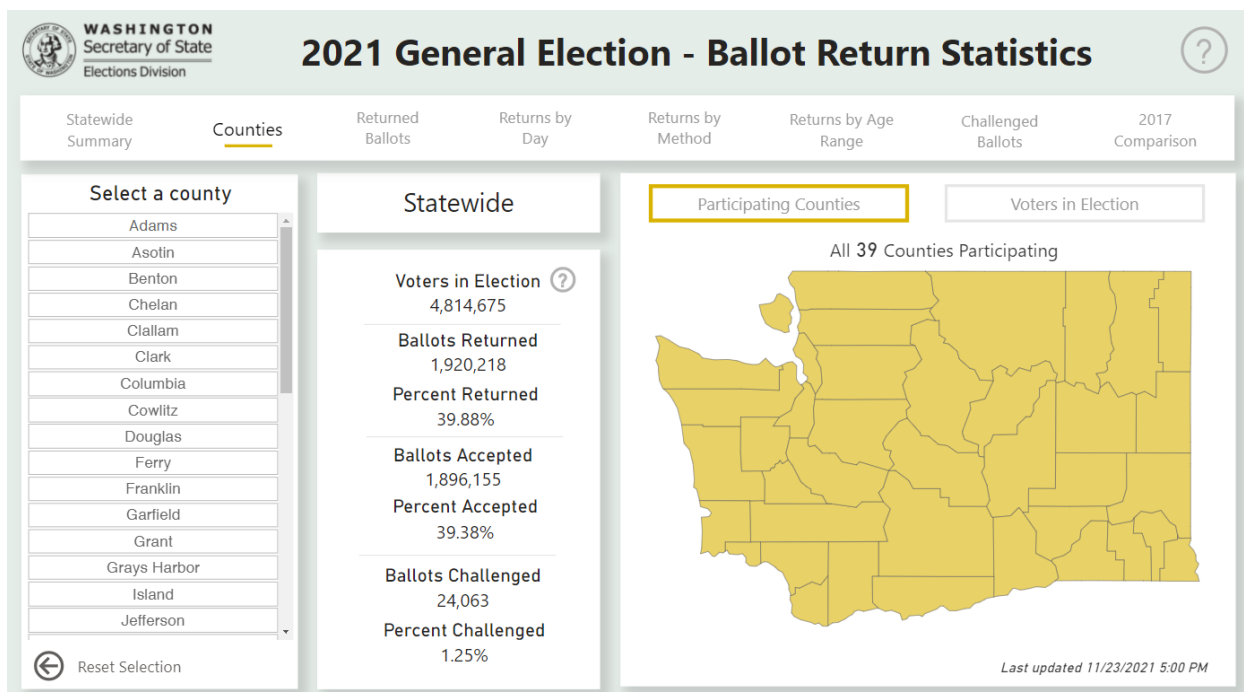 WASHINGTON
Secretary of State
Elections Division
2021 General Election - Ballot Return Statistics
?
Statewide
Summary
Counties
Returned
Ballots
Returns by
Day
Returns by
Method
Returns by Age
Range
Challenged
Ballots
2017
Comparison
Select a county
Adams
Asotin
Benton
Chelan
Clallam
Clark
Columbia
Cowlitz
Douglas
Ferry
Franklin
Garfield
Grant
Grays Harbor
Island
Jefferson
Reset Selection
Statewide
Voters in Election ?
4,814,675
Ballots Returned
1,920,218
Percent Returned
39.88%
Ballots Accepted
1,896,155
Percent Accepted
39.38%
Ballots Challenged
24,063
Percent Challenged
1.25%
Participating Counties
Voters in Election
All 39 Counties Participating
Last updated 11/23/2021 5:00 PM